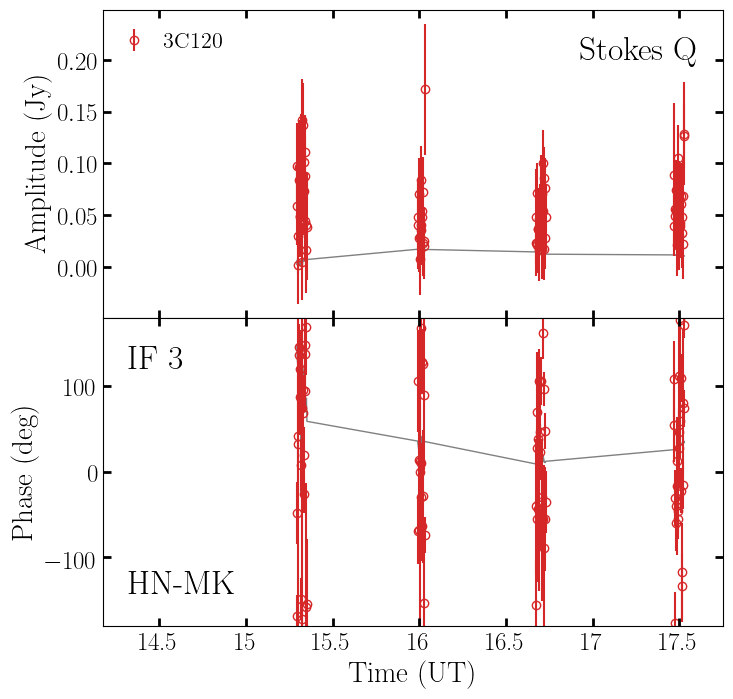 3C120
Stokes Q
0.20
0.15
0.10
0.05
0.00
Amplitude (Jy)
IF 3
100
0
−100
Phase (deg)
HN-MK
14.5 15 15.5 16 16.5 17 17.5
Time (UT)